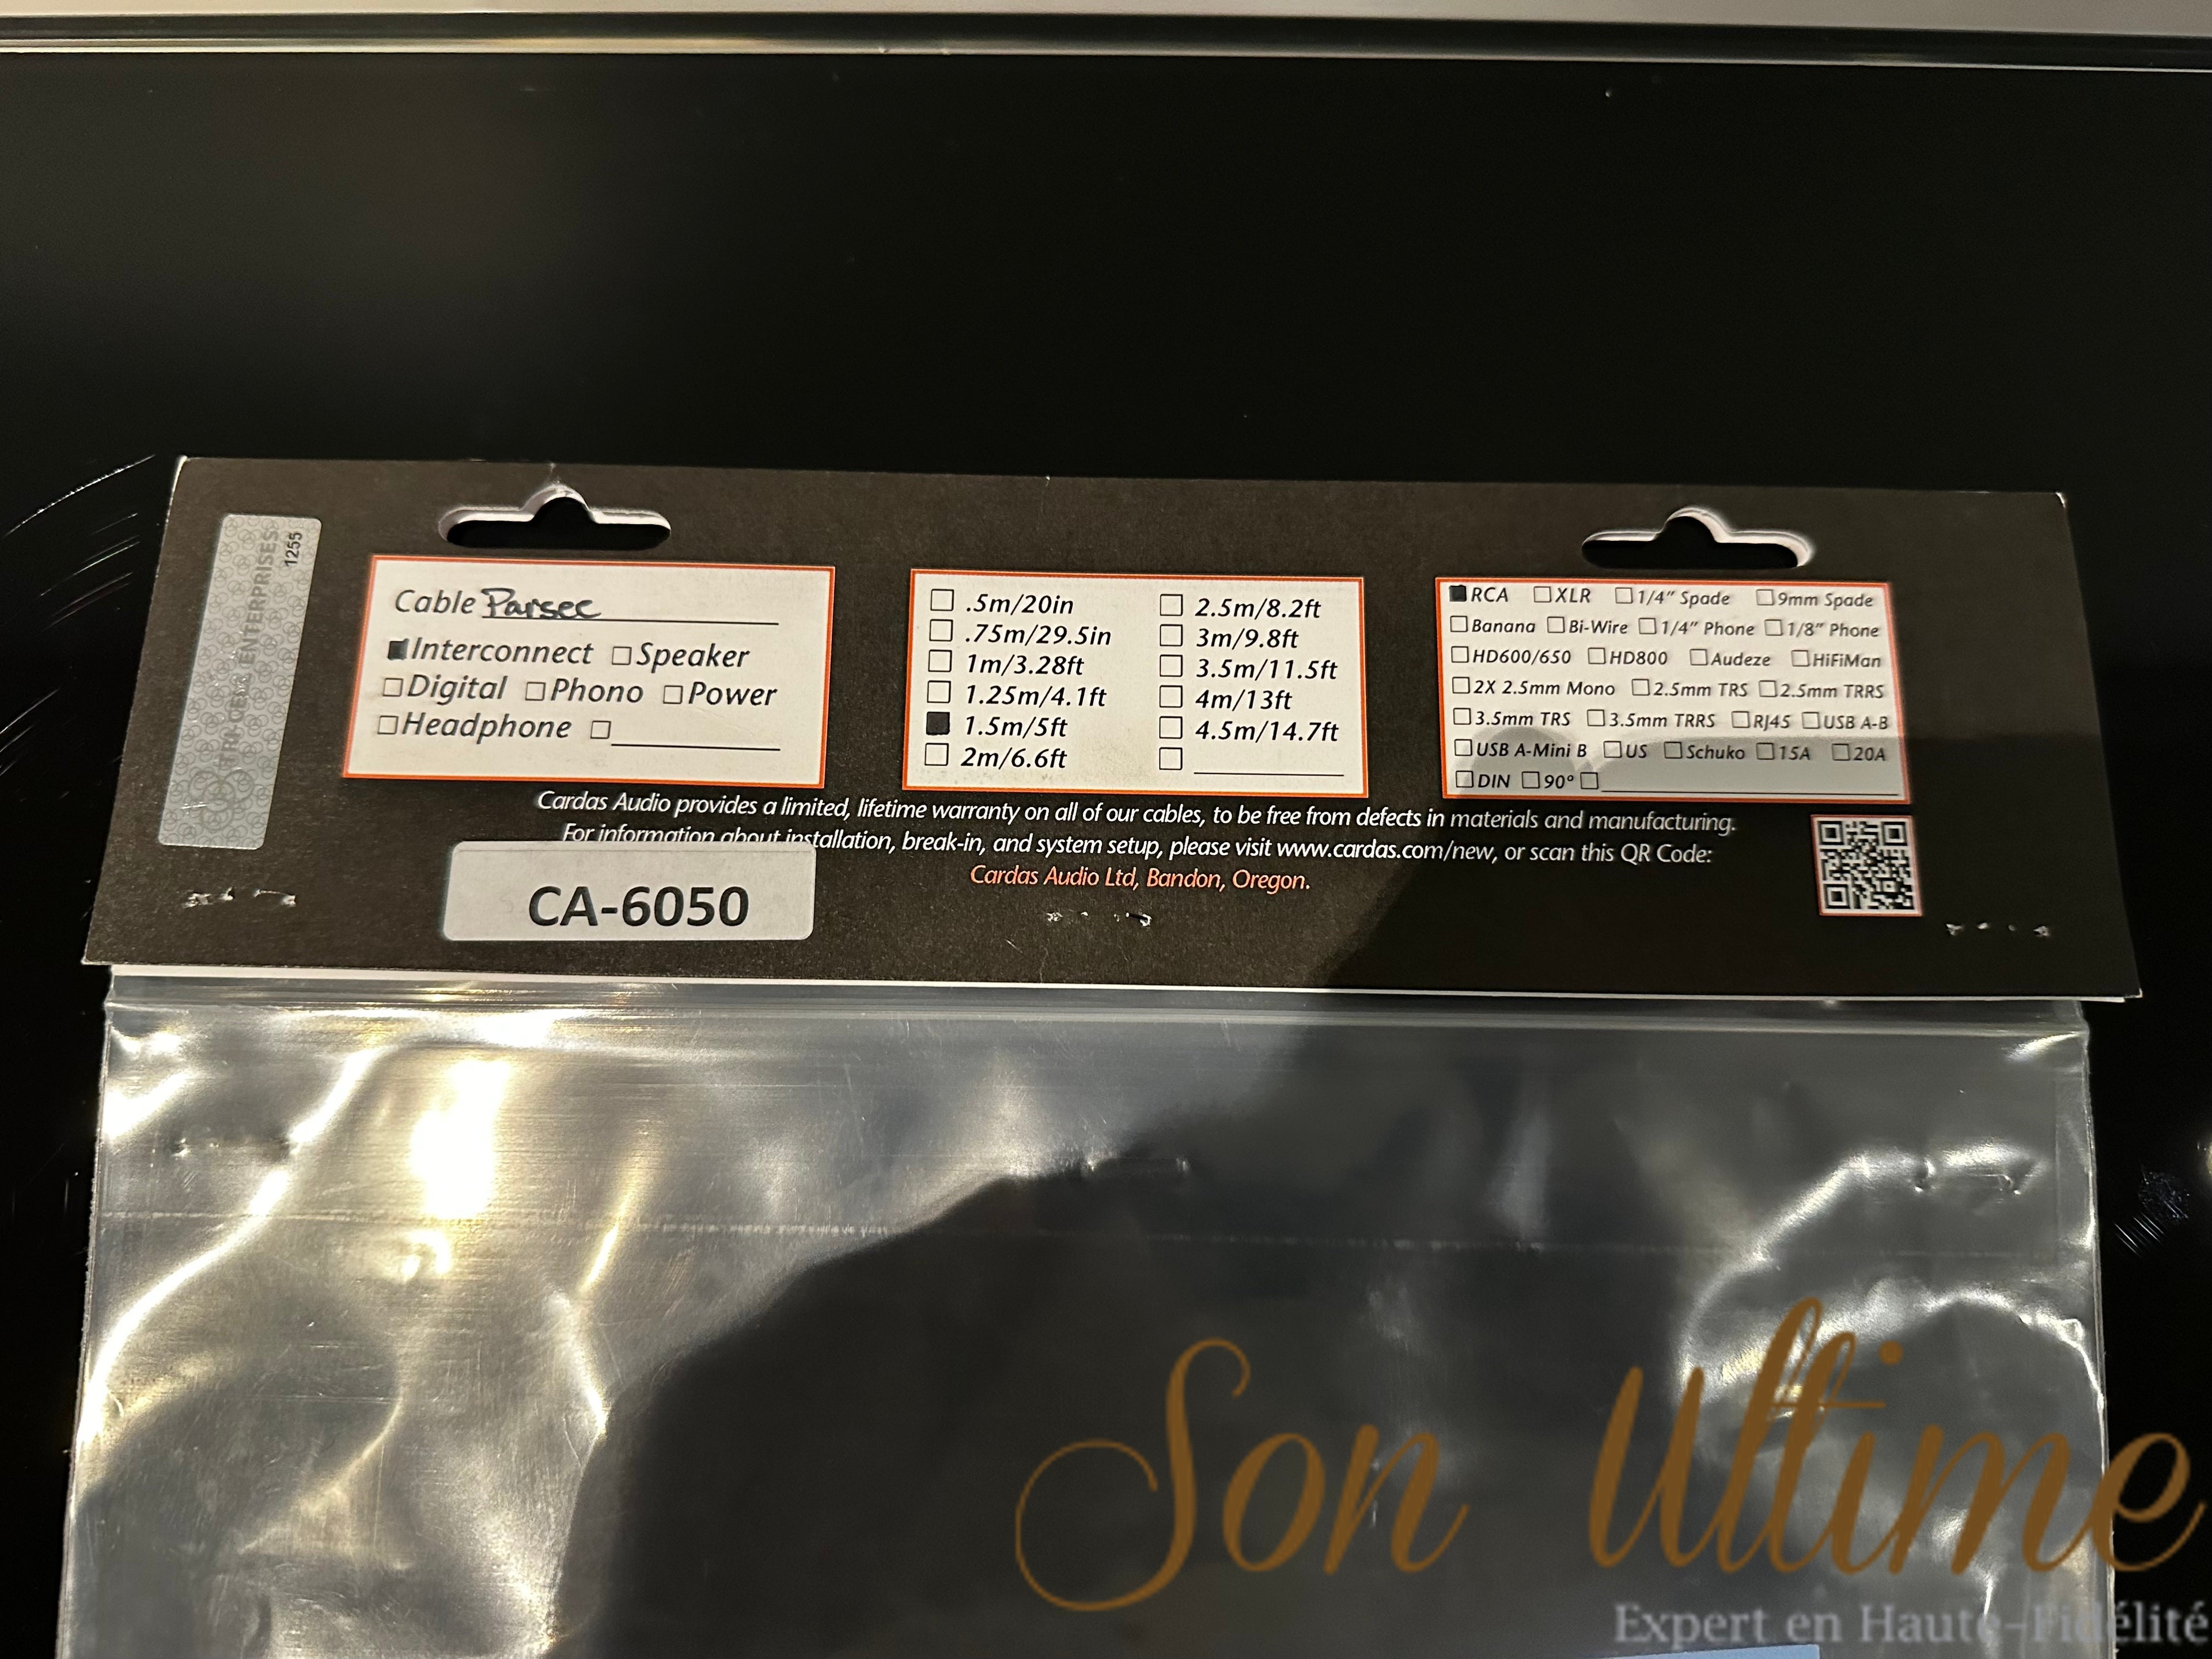 TRI-CELL ENTERPRISES
1255
Cable Parsec
■Interconnect □Speaker
□Digital □Phono □Power
□Headphone □
□ .5m/20in
□ .75m/29.5in
□ 1m/3.28ft
□ 1.25m/4.1ft
■ 1.5m/5ft
□ 2m/6.6ft
□ 2.5m/8.2ft
□ 3m/9.8ft
□ 3.5m/11.5ft
□ 4m/13ft
□ 4.5m/14.7ft
□
■RCA □XLR □1/4” Spade □9mm Spade
□Banana □Bi-Wire □1/4” Phone □1/8” Phone
□HD600/650 □HD800 □Audeze □HiFiMan
□2X 2.5mm Mono □2.5mm TRS □2.5mm TRRS
□3.5mm TRS □3.5mm TRRS □RJ45 □USB A-B
□USB A-Mini B □US □Schuko □15A □20A
□DIN □90° □
Cardas Audio provides a limited, lifetime warranty on all of our cables, to be free from defects in materials and manufacturing.
For information about installation, break-in, and system setup, please visit www.cardas.com/new, or scan this QR Code:
Cardas Audio Ltd, Bandon, Oregon.
CA-6050
Son Ultime
Expert en Haute-Fidélité